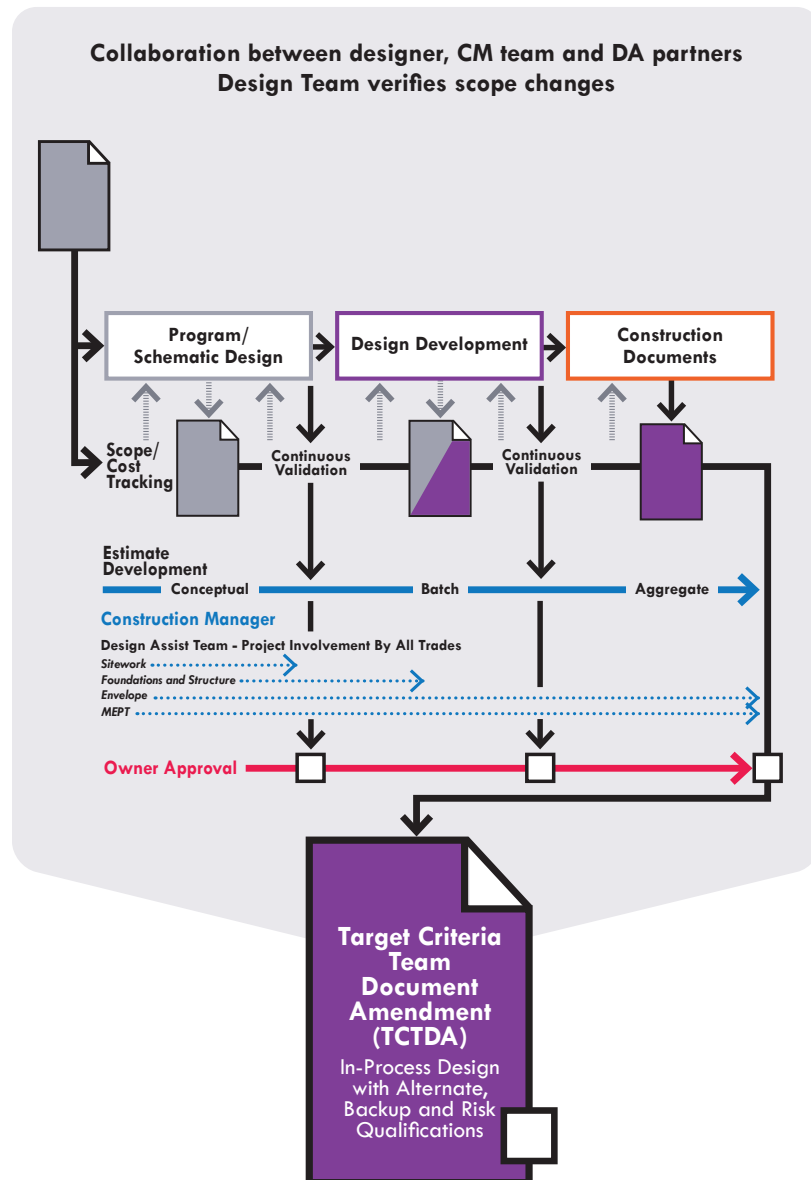 Collaboration between designer, CM team and DA partners
Design Team verifies scope changes
Program/
Schematic Design
Design Development
Construction
Documents
Scope/
Cost
Tracking
Continuous
Validation
Continuous
Validation
Estimate
Development
Conceptual
Batch
Aggregate
Construction Manager
Design Assist Team - Project Involvement By All Trades
Sitework
Foundations and Structure
Envelope
MEPT
Owner Approval
Target Criteria
Team
Document
Amendment
(TCTDA)
In-Process Design
with Alternate,
Backup and Risk
Qualifications